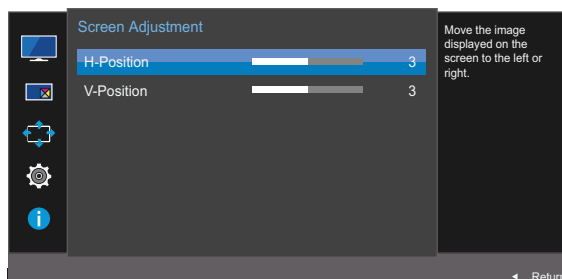 Screen Adjustment
H-Position 3
V-Position 3
Move the image
displayed on the
screen to the left or
right.
Return